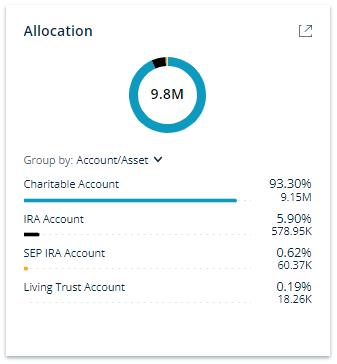 Allocation
9.8M
Group by: Account/Asset
Charitable Account 93.30%
9.15M
IRA Account 5.90%
578.95K
SEP IRA Account 0.62%
60.37K
Living Trust Account 0.19%
18.26K